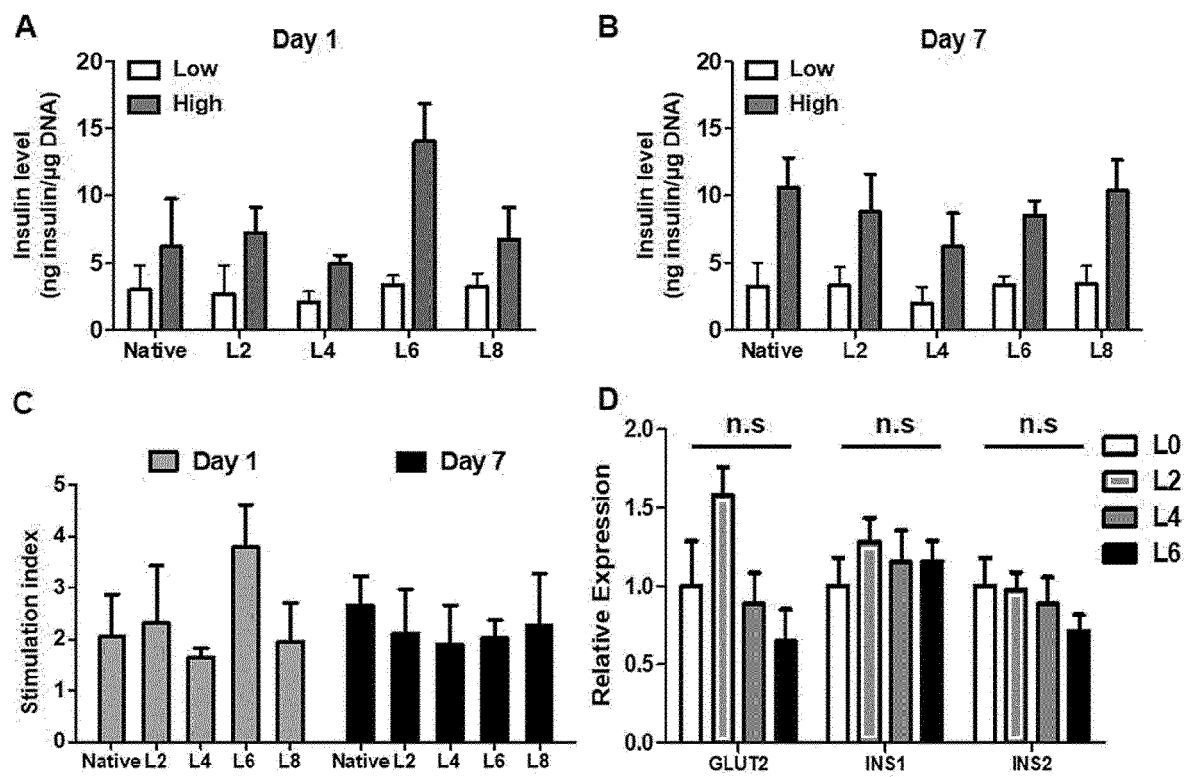 A
Day 1
Insulin level
(ng insulin/µg DNA)
20
15
10
5
0
Low
High
Native L2 L4 L6 L8
B
Day 7
Insulin level
(ng insulin/µg DNA)
20
15
10
5
0
Low
High
Native L2 L4 L6 L8
C
Day 1 Day 7
Stimulation index
5
4
3
2
1
0
Native L2 L4 L6 L8 Native L2 L4 L6 L8
D
Relative Expression
2.0
1.5
1.0
0.5
0.0
n.s n.s n.s
L0
L2
L4
L6
GLUT2 INS1 INS2